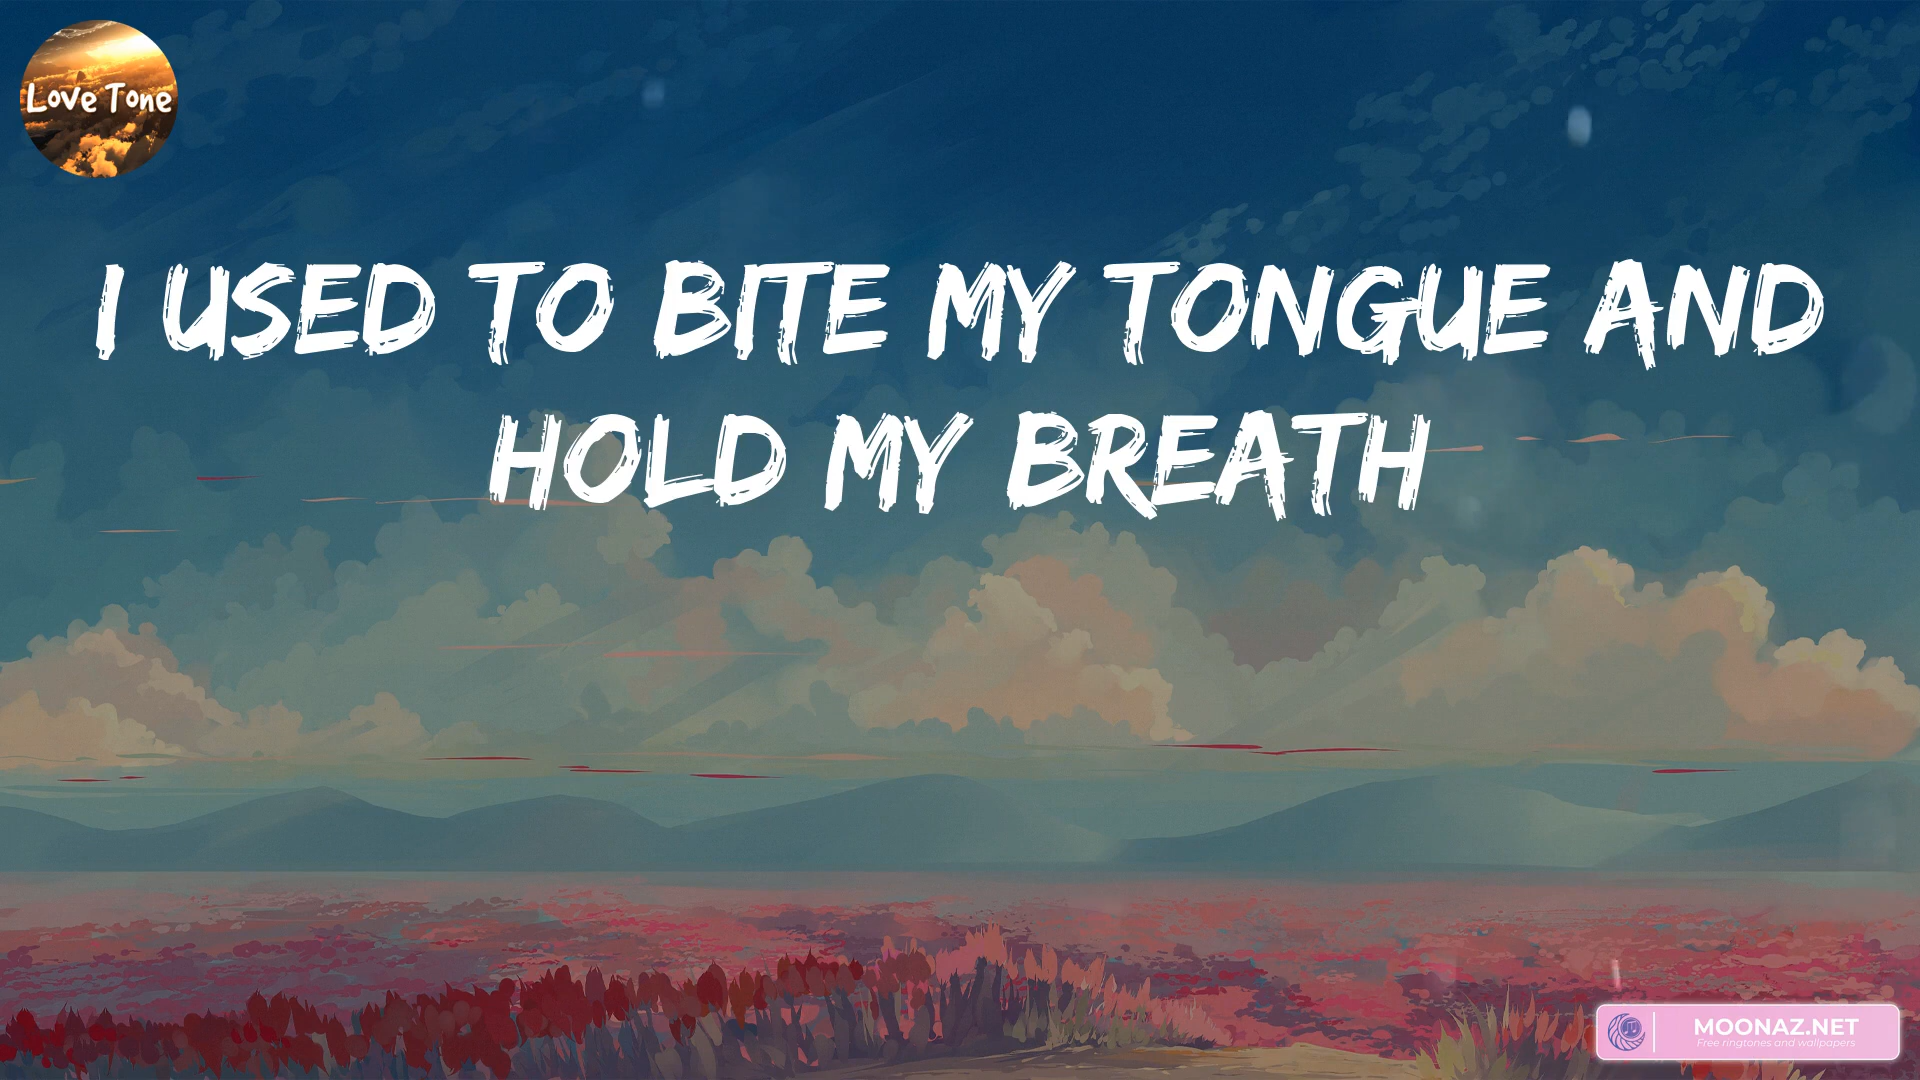 Love Tone
I USED TO BITE MY TONGUE AND
HOLD MY BREATH
MOONAZ.NET
Free ringtones and wallpapers